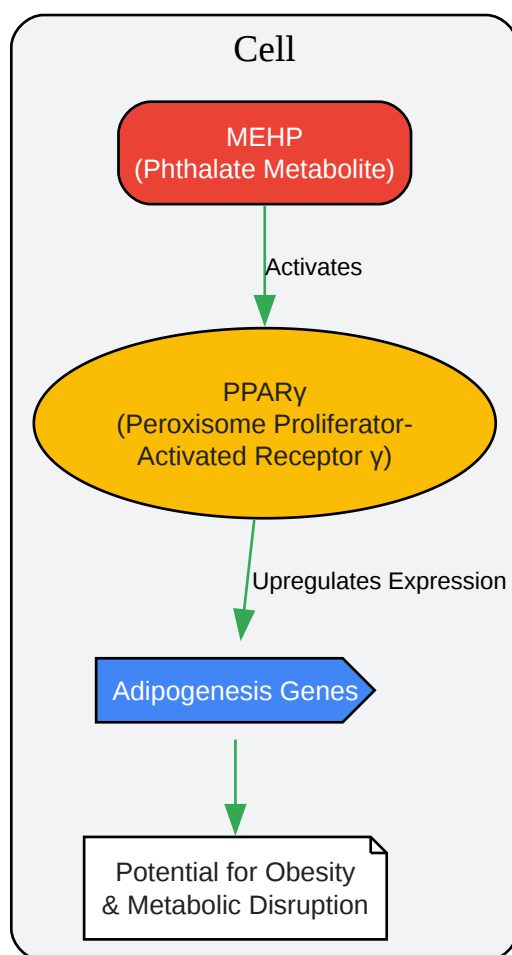 Cell
MEHP
(Phthalate Metabolite)
Activates
PPARγ
(Peroxisome Proliferator-
Activated Receptor γ)
Upregulates Expression
Adipogenesis Genes
Potential for Obesity
& Metabolic Disruption